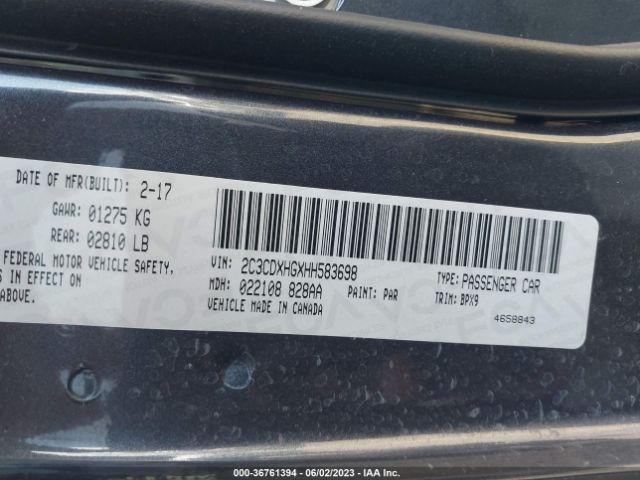 DATE OF MFR(BUILT): 2-17
GAWR: 01275 KG
REAR: 02810 LB
FEDERAL MOTOR VEHICLE SAFETY,
S IN EFFECT ON
ABOVE.
VIN: 2C3CDXHGXHH583698
MDH: 022108 828AA PAINT: PAR
VEHICLE MADE IN CANADA
TYPE: PASSENGER CAR
TRIM: BPX9
4658843
000-36761394 - 06/02/2023 - IAA Inc.